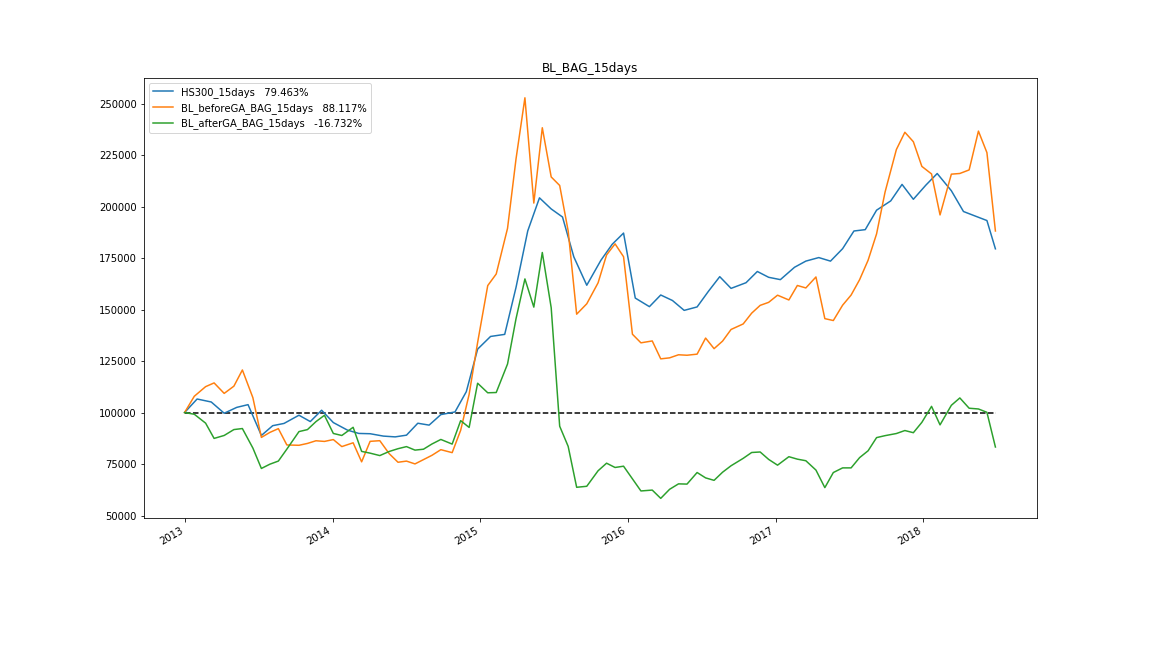 BL_BAG_15days
HS300_15days 79.463%
BL_beforeGA_BAG_15days 88.117%
BL_afterGA_BAG_15days -16.732%
250000
225000
200000
175000
150000
125000
100000
75000
50000
2013 2014 2015 2016 2017 2018